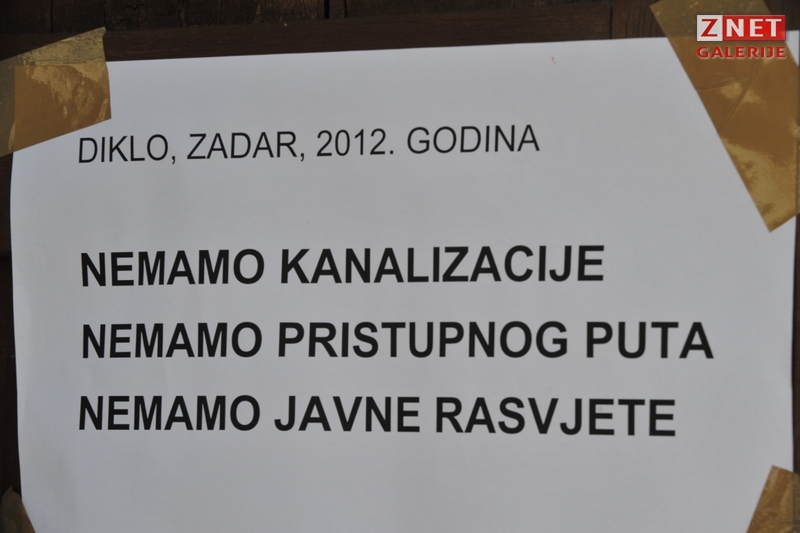 ZNET
GALERIJE
DIKLO, ZADAR, 2012. GODINA
NEMAMO KANALIZACIJE
NEMAMO PRISTUPNOG PUTA
NEMAMO JAVNE RASVJETE